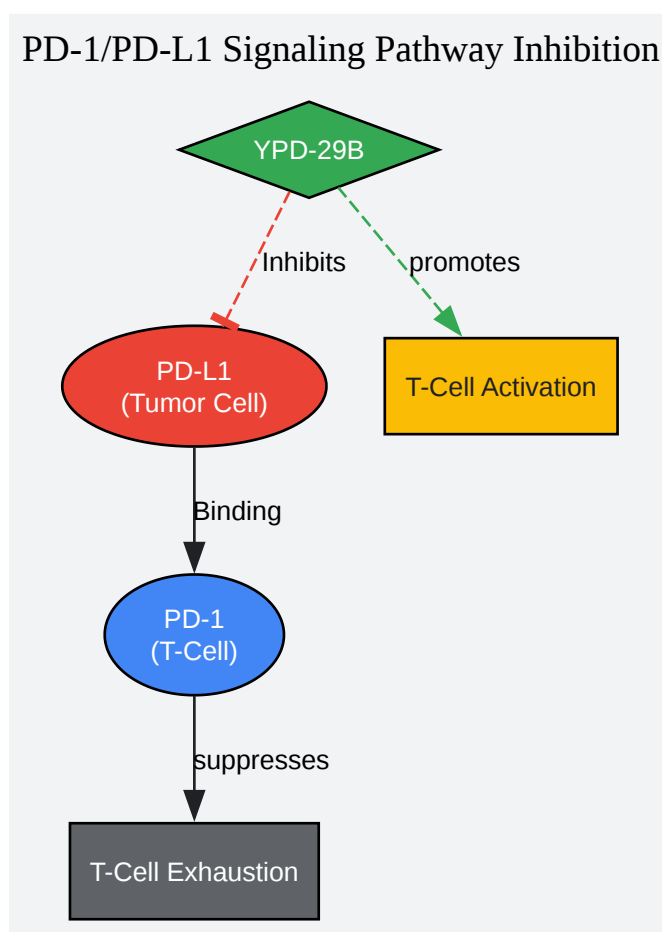 PD-1/PD-L1 Signaling Pathway Inhibition
YPD-29B
Inhibits
promotes
PD-L1
(Tumor Cell)
T-Cell Activation
Binding
PD-1
(T-Cell)
suppresses
T-Cell Exhaustion